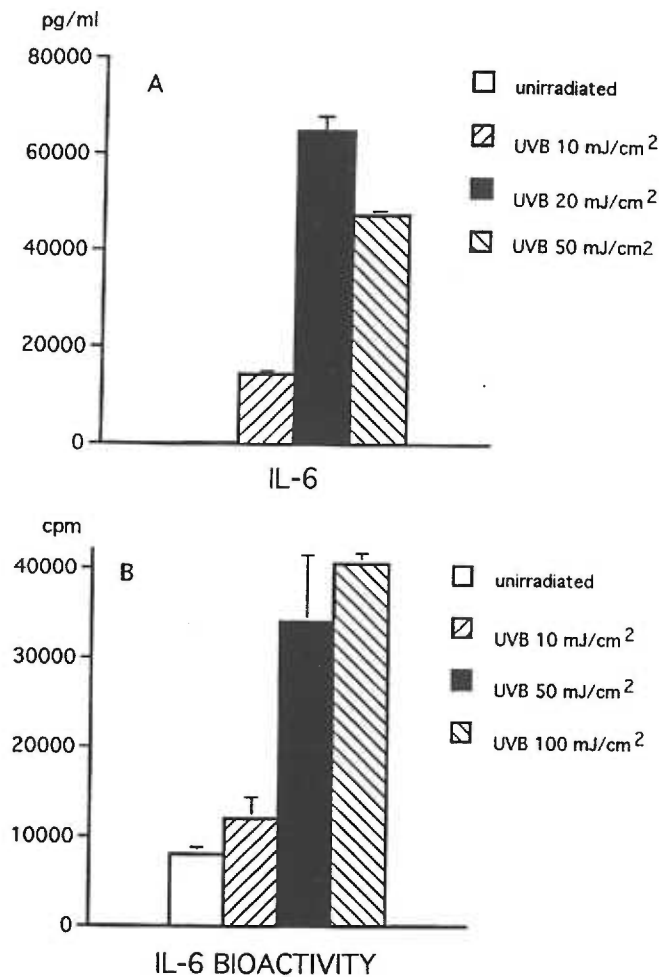 pg/ml
80000
60000
40000
20000
0
A
unirradiated
UVB 10 mJ/cm2
UVB 20 mJ/cm2
UVB 50 mJ/cm2
IL-6
cpm
40000
30000
20000
10000
0
B
unirradiated
UVB 10 mJ/cm2
UVB 50 mJ/cm2
UVB 100 mJ/cm2
IL-6 BIOACTIVITY